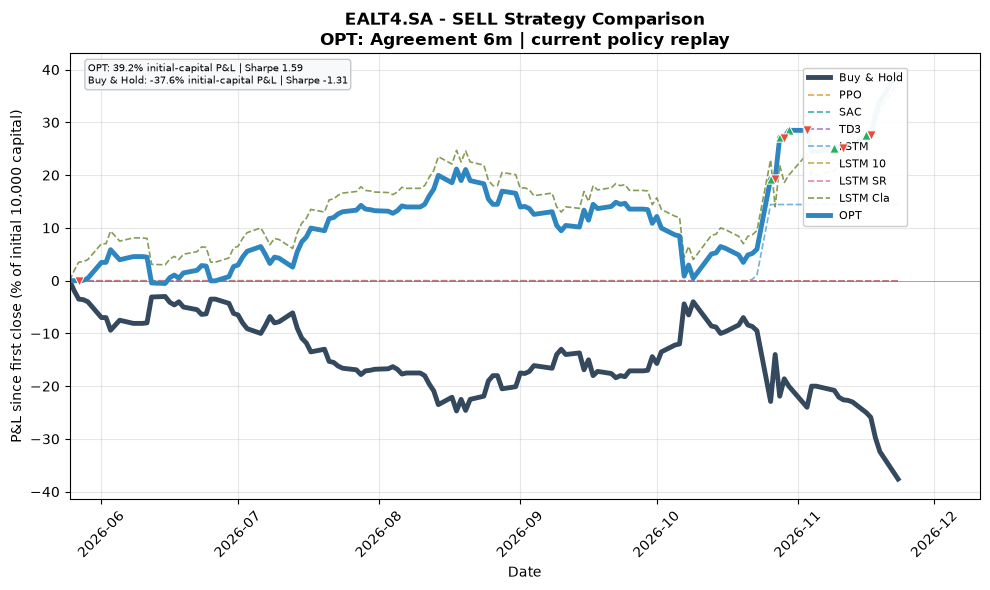 EALT4.SA - SELL Strategy Comparison
OPT: Agreement 6m | current policy replay
OPT: 39.2% initial-capital P&L | Sharpe 1.59
Buy & Hold: -37.6% initial-capital P&L | Sharpe -1.31
Buy & Hold
PPO
SAC
TD3
LSTM
LSTM 10
LSTM SR
LSTM Cla
OPT
P&L since first close (% of initial 10,000 capital)
40
30
20
10
0
−10
−20
−30
−40
2026-06
2026-07
2026-08
2026-09
2026-10
2026-11
2026-12
Date